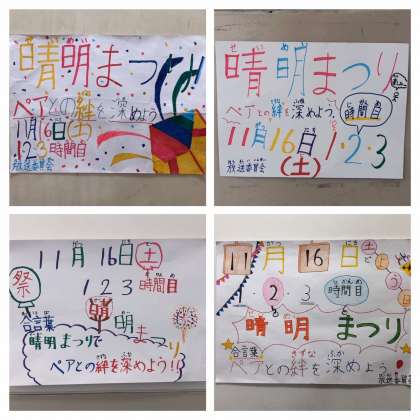 晴明まつり
ペアとの絆を深めよう
11月16日(土)
1・2・3時間目
放送委員会
晴明まつり
ペアとの絆を深めよう。
11月16日(土)
時間目
1・2・3
放送委員会
11月16日土
祭
1 2 3 時間目
晴明まつり
合言葉
晴明まつりで
ペアとの絆を深めよう!!
11月16日土
1・2・3 時間目
晴明まつり
合言葉
ペアとの絆を深めよう
放送委員会